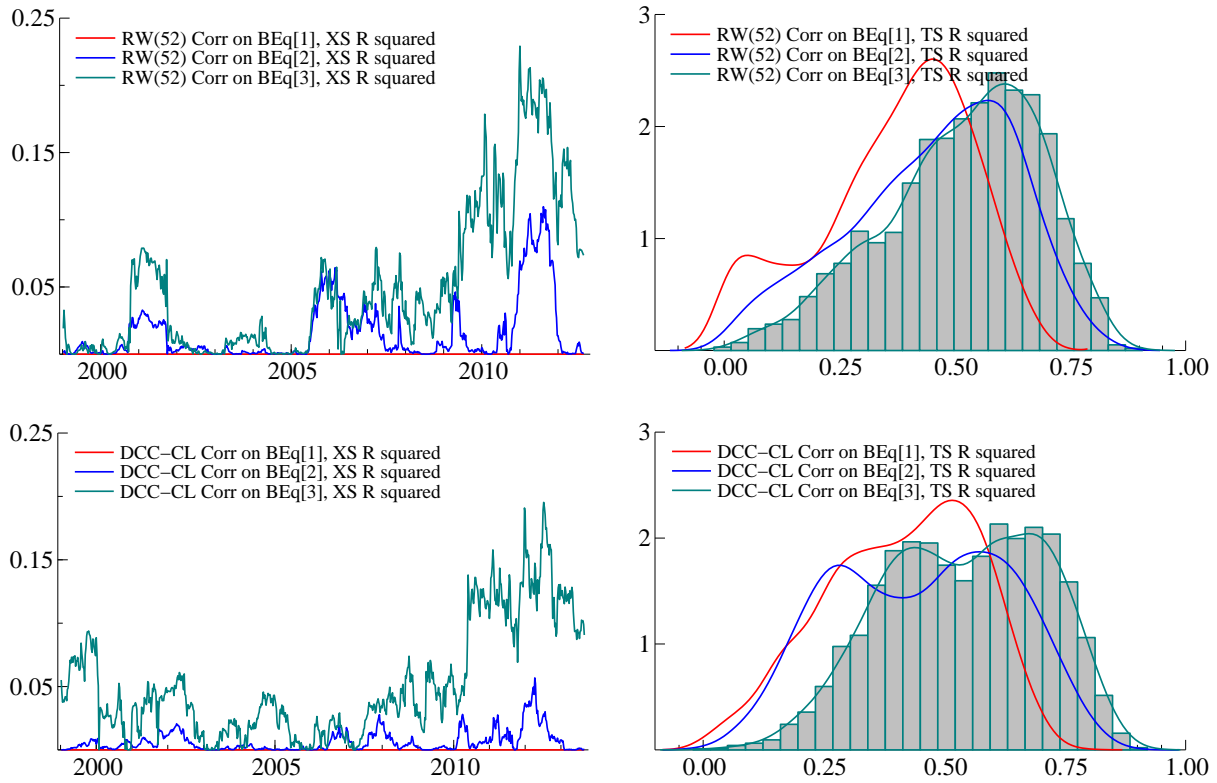 0.25
RW(52) Corr on BEq[1], XS R squared
RW(52) Corr on BEq[2], XS R squared
RW(52) Corr on BEq[3], XS R squared
0.15
0.05
2000 2005 2010
3
RW(52) Corr on BEq[1], TS R squared
RW(52) Corr on BEq[2], TS R squared
RW(52) Corr on BEq[3], TS R squared
2
1
0.00 0.25 0.50 0.75 1.00
0.25
DCC−CL Corr on BEq[1], XS R squared
DCC−CL Corr on BEq[2], XS R squared
DCC−CL Corr on BEq[3], XS R squared
0.15
0.05
2000 2005 2010
3
DCC−CL Corr on BEq[1], TS R squared
DCC−CL Corr on BEq[2], TS R squared
DCC−CL Corr on BEq[3], TS R squared
2
1
0.00 0.25 0.50 0.75 1.00